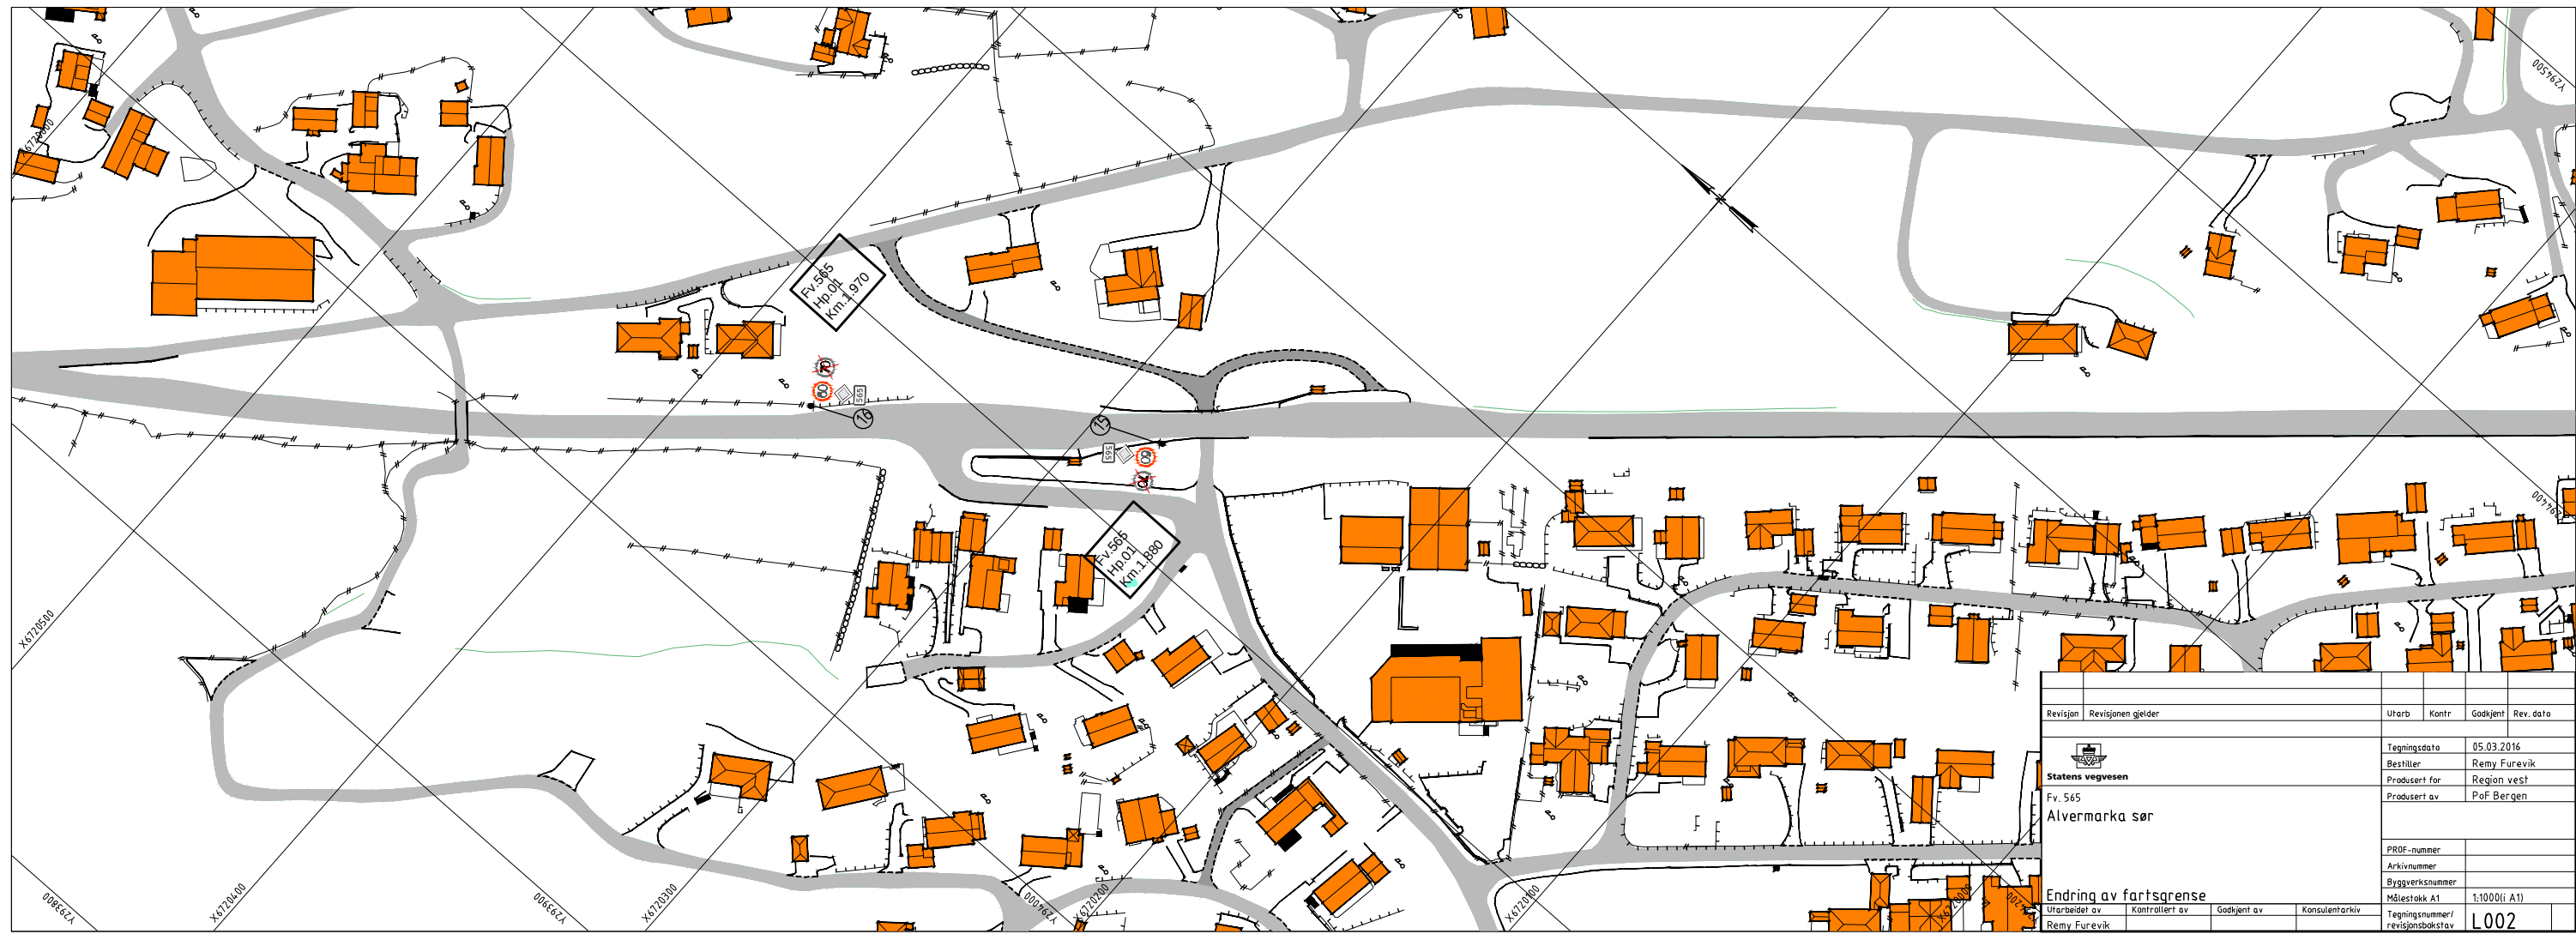 Y294500
X6720600
Fv.565
Hp.01
Km.1.970
70
60
565
16
15
565
60
70
Fv.565
Hp.01
Km.1.880
X6720500
Y293800
X6720400
Y293900
X6720300
Y294000
X6720200
X6720100
Revisjon
Revisjonen gjelder
Utarb
Kontr
Godkjent
Rev. dato
Statens vegvesen
Tegningsdato
05.03.2016
Bestiller
Remy Furevik
Produsert for
Region vest
Produsert av
PoF Bergen
Fv. 565
Alvermarka sør
PROF-nummer
Arkivnummer
Byggverksnummer
Endring av fartsgrense
Målestokk A1
1:1000(i A1)
Utarbeidet av
Kontrollert av
Godkjent av
Konsulentarkiv
Remy Furevik
Tegningsnummer/
revisjonsbokstav
L002